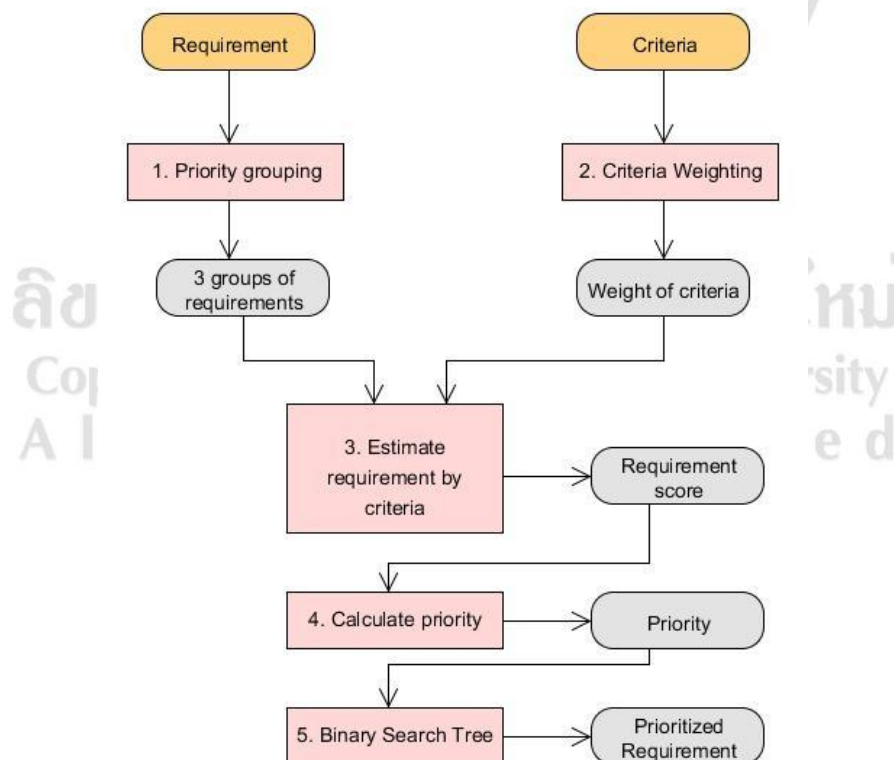 Requirement
Criteria
1. Priority grouping
2. Criteria Weighting
3 groups of
requirements
Weight of criteria
3. Estimate
requirement by
criteria
Requirement
score
4. Calculate priority
Priority
5. Binary Search Tree
Prioritized
Requirement